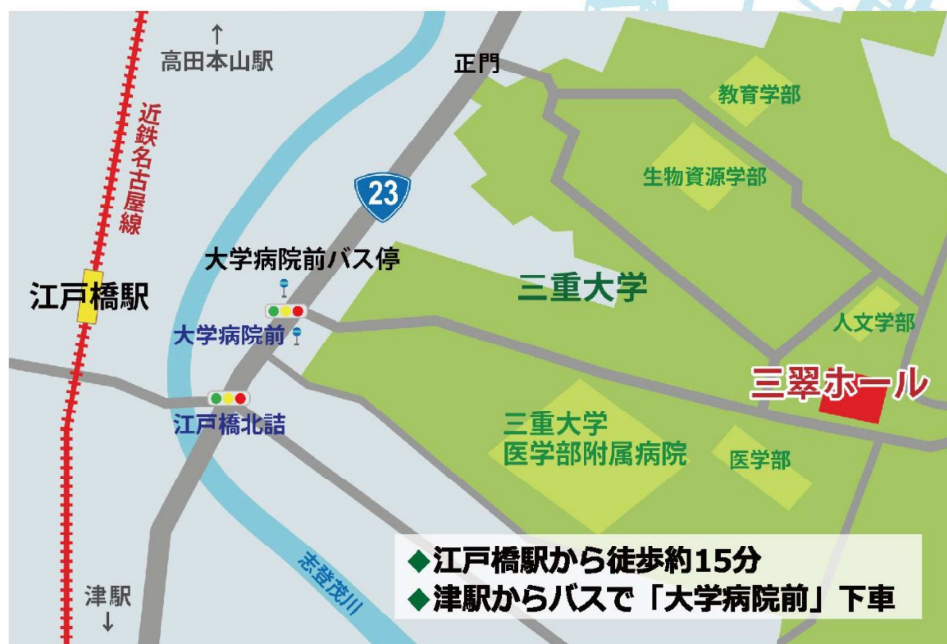 ↑
高田本山駅
正門
教育学部
近鉄名古屋線
生物資源学部
23
大学病院前バス停
江戸橋駅
三重大学
大学病院前
人文学部
三翠ホール
江戸橋北詰
三重大学
医学部附属病院
医学部
志登茂川
津駅
↓
◆江戸橋駅から徒歩約15分
◆津駅からバスで「大学病院前」下車